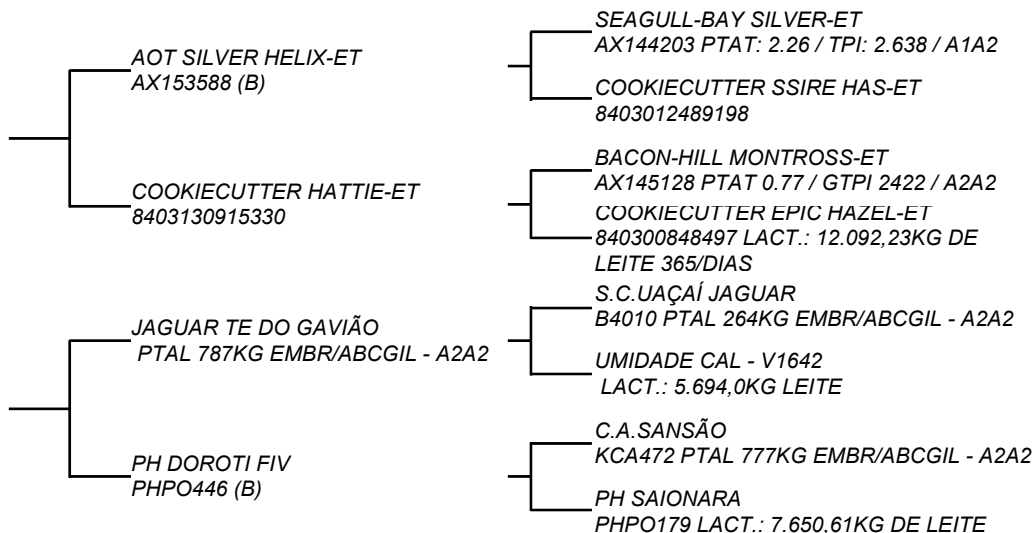 AOT SILVER HELIX-ET
AX153588 (B)
COOKIECUTTER HATTIE-ET
8403130915330
JAGUAR TE DO GAVIÃO
PTAL 787KG EMBR/ABCGIL - A2A2
PH DOROTI FIV
PHPO446 (B)
SEAGULL-BAY SILVER-ET
AX144203 PTAT: 2.26 / TPI: 2.638 / A1A2
COOKIECUTTER SSIRE HAS-ET
8403012489198
BACON-HILL MONTROSS-ET
AX145128 PTAT 0.77 / GTPI 2422 / A2A2
COOKIECUTTER EPIC HAZEL-ET
840300848497 LACT.: 12.092,23KG DE
LEITE 365/DIAS
S.C.UAÇAÍ JAGUAR
B4010 PTAL 264KG EMBR/ABCGIL - A2A2
UMIDADE CAL - V1642
LACT.: 5.694,0KG LEITE
C.A.SANSÃO
KCA472 PTAL 777KG EMBR/ABCGIL - A2A2
PH SAIONARA
PHPO179 LACT.: 7.650,61KG DE LEITE